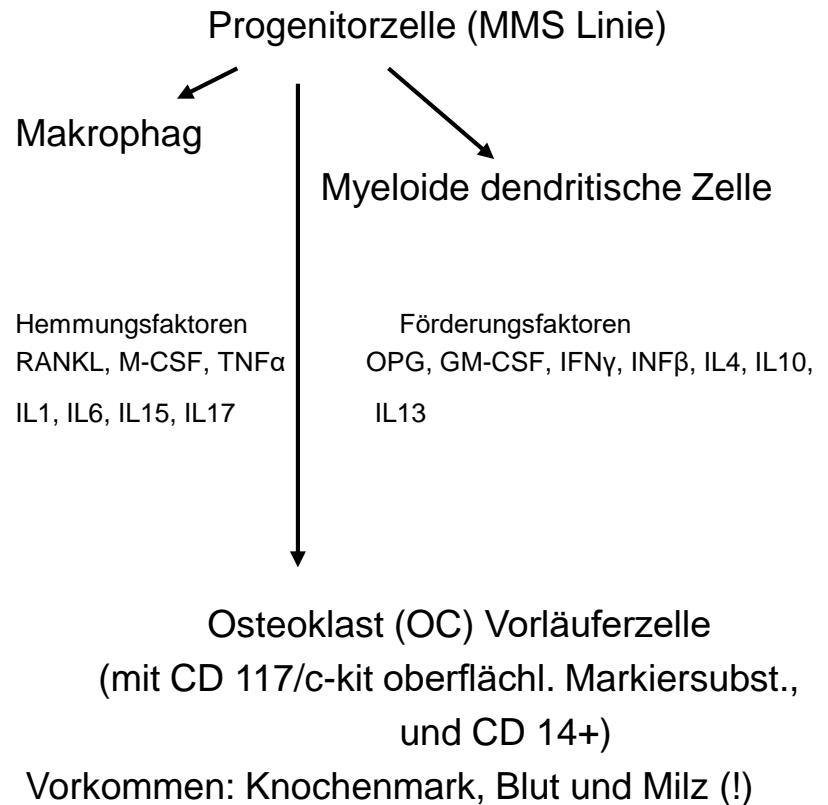 Progenitorzelle (MMS Linie)
Makrophag
Myeloide dendritische Zelle
Hemmungsfaktoren
RANKL, M-CSF, TNFα
IL1, IL6, IL15, IL17
Förderungsfaktoren
OPG, GM-CSF, IFNγ, INFβ, IL4, IL10,
IL13
Osteoklast (OC) Vorläuferzelle
(mit CD 117/c-kit oberflächl. Markiersubst.,
und CD 14+)
Vorkommen: Knochenmark, Blut und Milz (!)